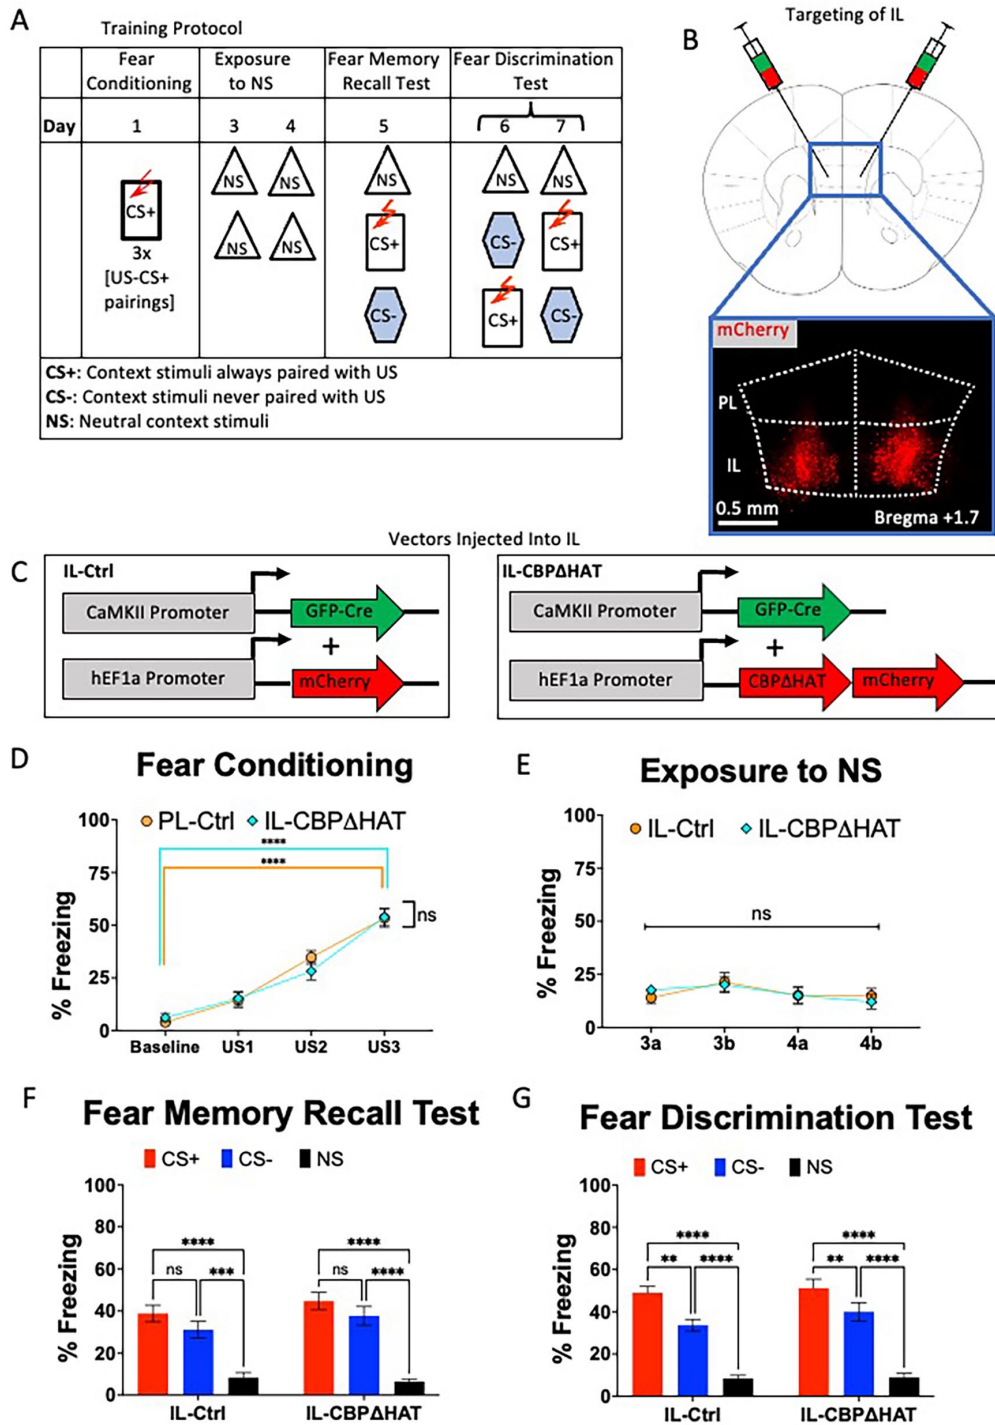 A
Training Protocol
Fear Conditioning
Exposure to NS
Fear Memory Recall Test
Fear Discrimination Test
Day
1
3
4
5
6
7
CS+
3x
[US-CS+
pairings]
NS
NS
NS
NS
NS
CS+
CS-
NS
NS
CS-
CS+
CS+
CS-
CS+: Context stimuli always paired with US
CS-: Context stimuli never paired with US
NS: Neutral context stimuli
B
Targeting of IL
mCherry
PL
IL
0.5 mm
Bregma +1.7
Vectors Injected Into IL
C
IL-Ctrl
CaMKII Promoter
GFP-Cre
+
hEF1a Promoter
mCherry
IL-CBPΔHAT
CaMKII Promoter
GFP-Cre
+
hEF1a Promoter
CBPΔHAT
mCherry
D
Fear Conditioning
PL-Ctrl
IL-CBPΔHAT
****
****
ns
% Freezing
100
75
50
25
0
Baseline
US1
US2
US3
E
Exposure to NS
IL-Ctrl
IL-CBPΔHAT
ns
% Freezing
100
75
50
25
0
3a
3b
4a
4b
F
Fear Memory Recall Test
CS+
CS-
NS
% Freezing
100
80
60
40
20
0
****
ns
***
****
ns
****
IL-Ctrl
IL-CBPΔHAT
G
Fear Discrimination Test
CS+
CS-
NS
% Freezing
100
80
60
40
20
0
****
**
****
****
**
****
IL-Ctrl
IL-CBPΔHAT